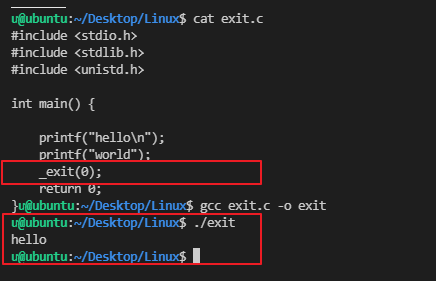 u@ubuntu:~/Desktop/Linux$ cat exit.c
#include <stdio.h>
#include <stdlib.h>
#include <unistd.h>
int main() {
printf("hello\n");
printf("world");
_exit(0);
return 0;
}u@ubuntu:~/Desktop/Linux$ gcc exit.c -o exit
u@ubuntu:~/Desktop/Linux$ ./exit
hello
u@ubuntu:~/Desktop/Linux$